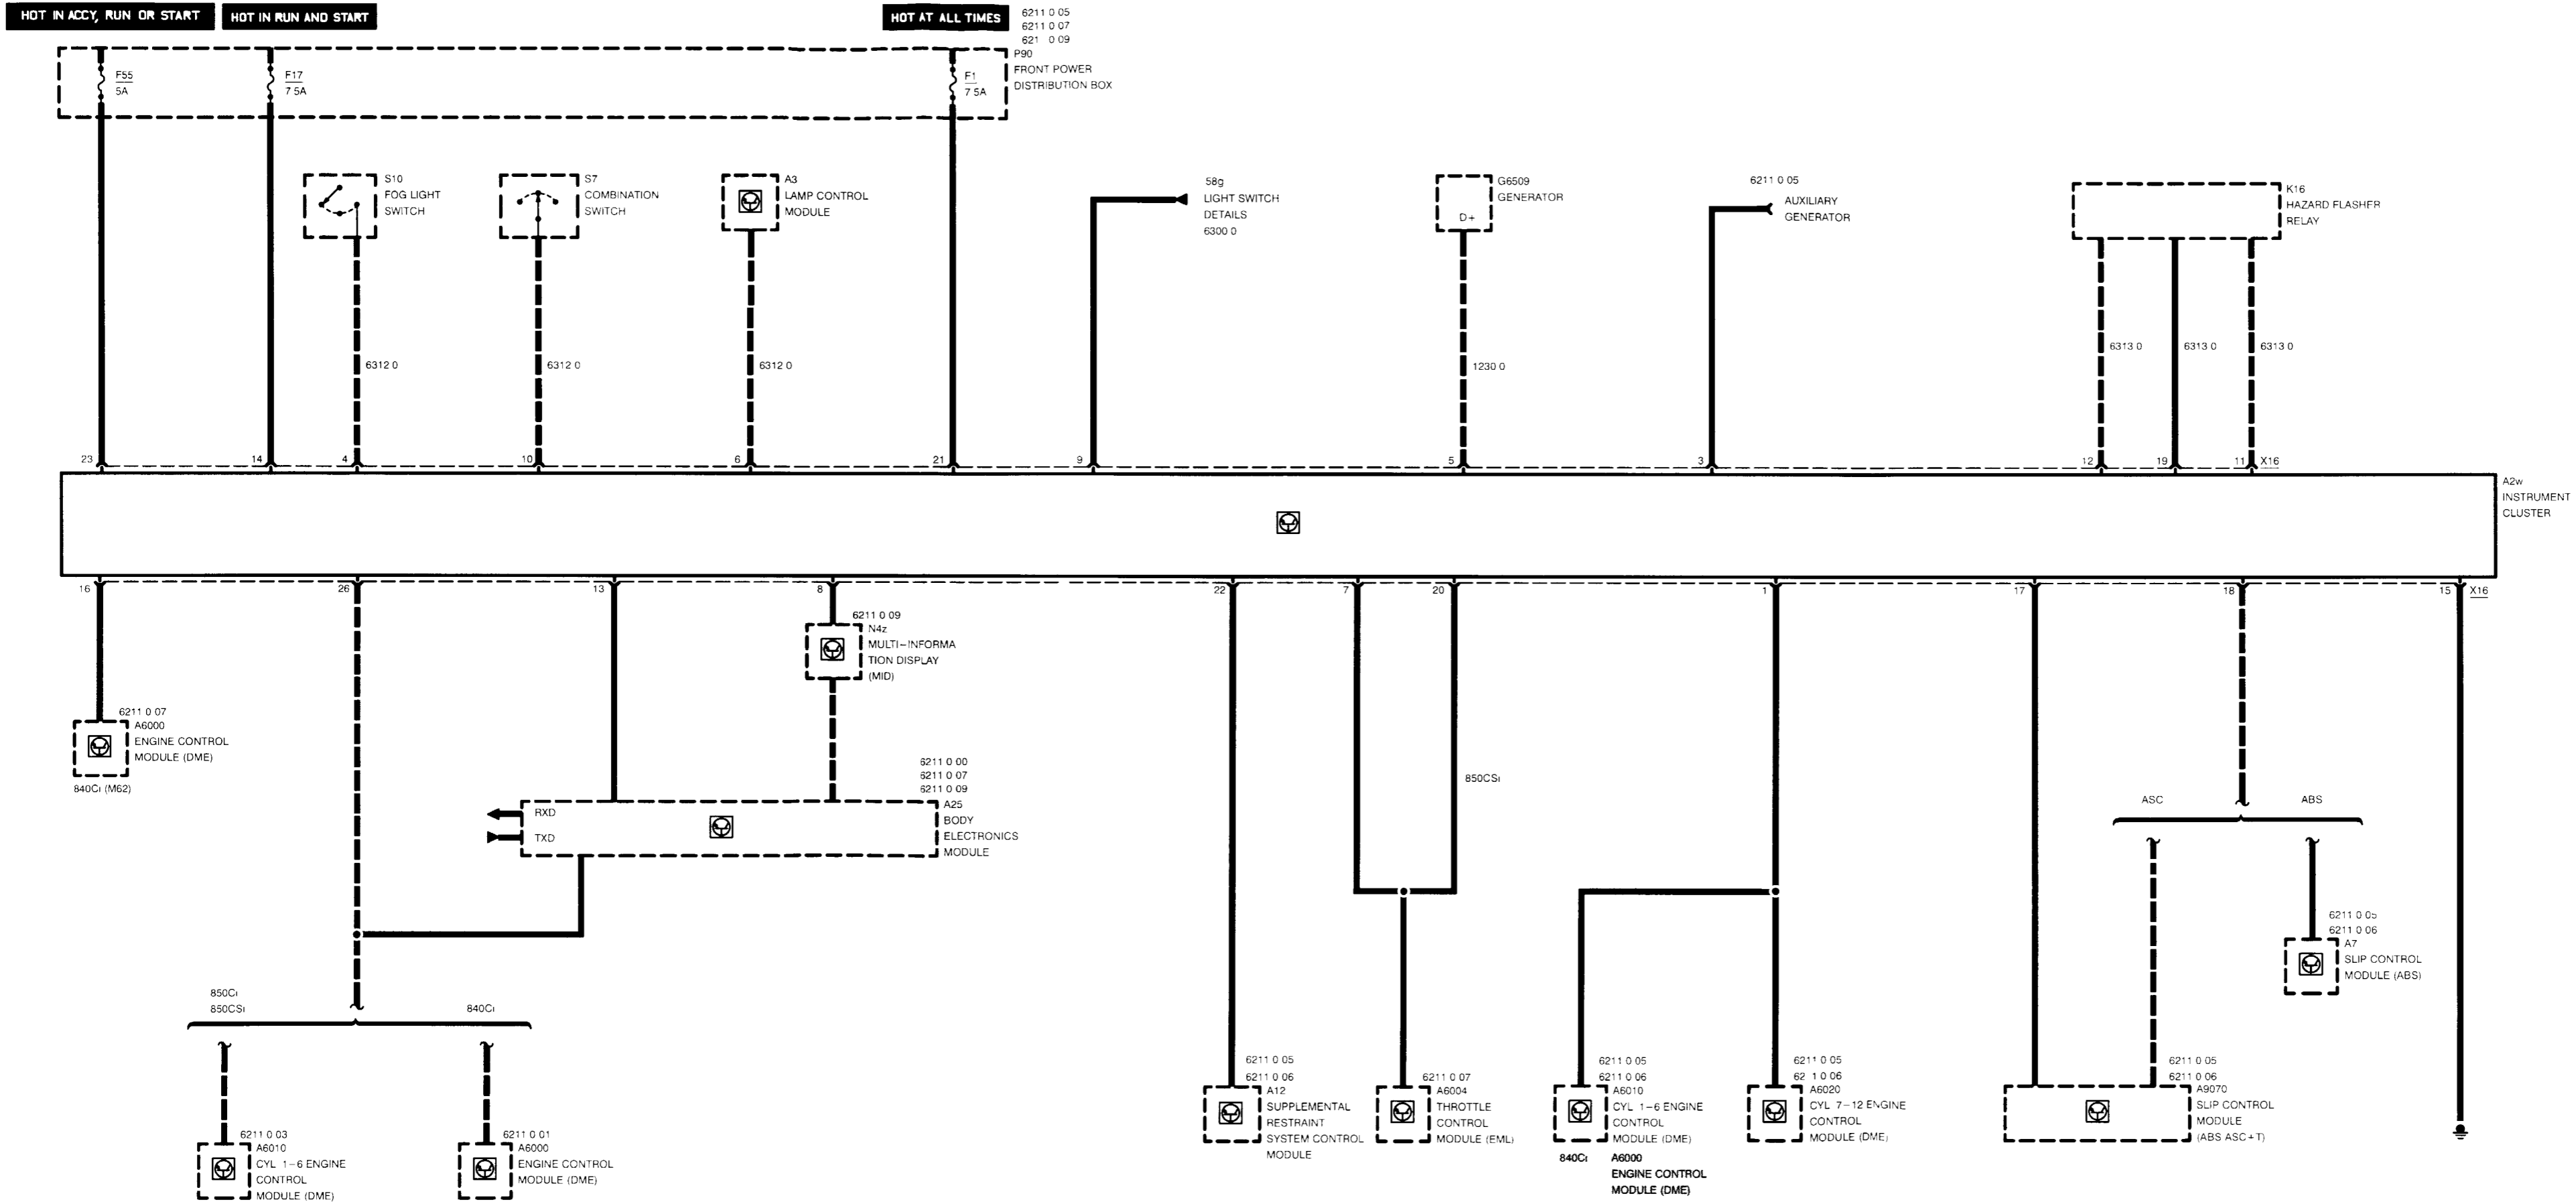 HOT IN ACCY, RUN OR START
HOT IN RUN AND START
HOT AT ALL TIMES
6211 0 05
6211 0 07
621 0 09
P90
FRONT POWER
DISTRIBUTION BOX
F55
5A
F17
7 5A
F1
7 5A
S10
FOG LIGHT
SWITCH
S7
COMBINATION
SWITCH
A3
LAMP CONTROL
MODULE
58g
LIGHT SWITCH
DETAILS
6300 0
G6509
GENERATOR
D+
6211 0 05
AUXILIARY
GENERATOR
K16
HAZARD FLASHER
RELAY
6312 0
6312 0
6312 0
1230 0
6313 0
6313 0
6313 0
23
14
4
10
6
21
9
5
3
12
19
11
X16
A2w
INSTRUMENT
CLUSTER
16
26
13
8
22
7
20
1
17
18
15
X16
6211 0 09
N4z
MULTI-INFORMA
TION DISPLAY
(MID)
6211 0 07
A6000
ENGINE CONTROL
MODULE (DME)
840Ci (M62)
6211 0 00
6211 0 07
6211 0 09
A25
BODY
ELECTRONICS
MODULE
RXD
TXD
850CSi
ASC
ABS
6211 0 05
6211 0 06
A7
SLIP CONTROL
MODULE (ABS)
850Ci
850CSi
840Ci
6211 0 03
A6010
CYL 1-6 ENGINE
CONTROL
MODULE (DME)
6211 0 01
A6000
ENGINE CONTROL
MODULE (DME)
6211 0 05
6211 0 06
A12
SUPPLEMENTAL
RESTRAINT
SYSTEM CONTROL
MODULE
6211 0 07
A6004
THROTTLE
CONTROL
MODULE (EML)
6211 0 05
6211 0 06
A6010
CYL 1-6 ENGINE
CONTROL
MODULE (DME)
840Ci
A6000
ENGINE CONTROL
MODULE (DME)
6211 0 05
62 1 0 06
A6020
CYL 7-12 ENGINE
CONTROL
MODULE (DME)
6211 0 05
6211 0 06
A9070
SLIP CONTROL
MODULE
(ABS ASC+T)